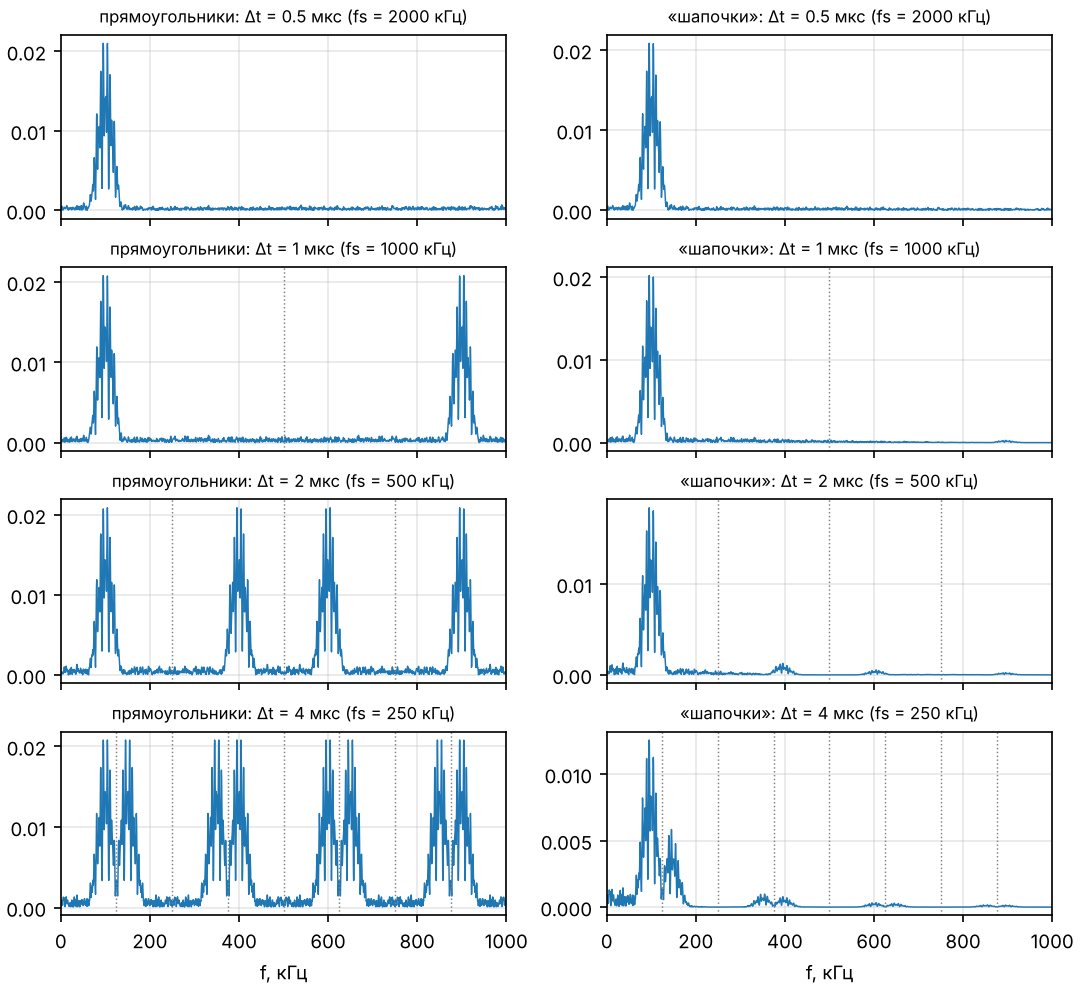 прямоугольники: Δt = 0.5 мкс (fs = 2000 кГц)
0.02
0.01
0.00
«шапочки»: Δt = 0.5 мкс (fs = 2000 кГц)
0.02
0.01
0.00
прямоугольники: Δt = 1 мкс (fs = 1000 кГц)
0.02
0.01
0.00
«шапочки»: Δt = 1 мкс (fs = 1000 кГц)
0.02
0.01
0.00
прямоугольники: Δt = 2 мкс (fs = 500 кГц)
0.02
0.01
0.00
«шапочки»: Δt = 2 мкс (fs = 500 кГц)
0.01
0.00
прямоугольники: Δt = 4 мкс (fs = 250 кГц)
0.02
0.01
0.00
0 200 400 600 800 1000
f, кГц
«шапочки»: Δt = 4 мкс (fs = 250 кГц)
0.010
0.005
0.000
0 200 400 600 800 1000
f, кГц